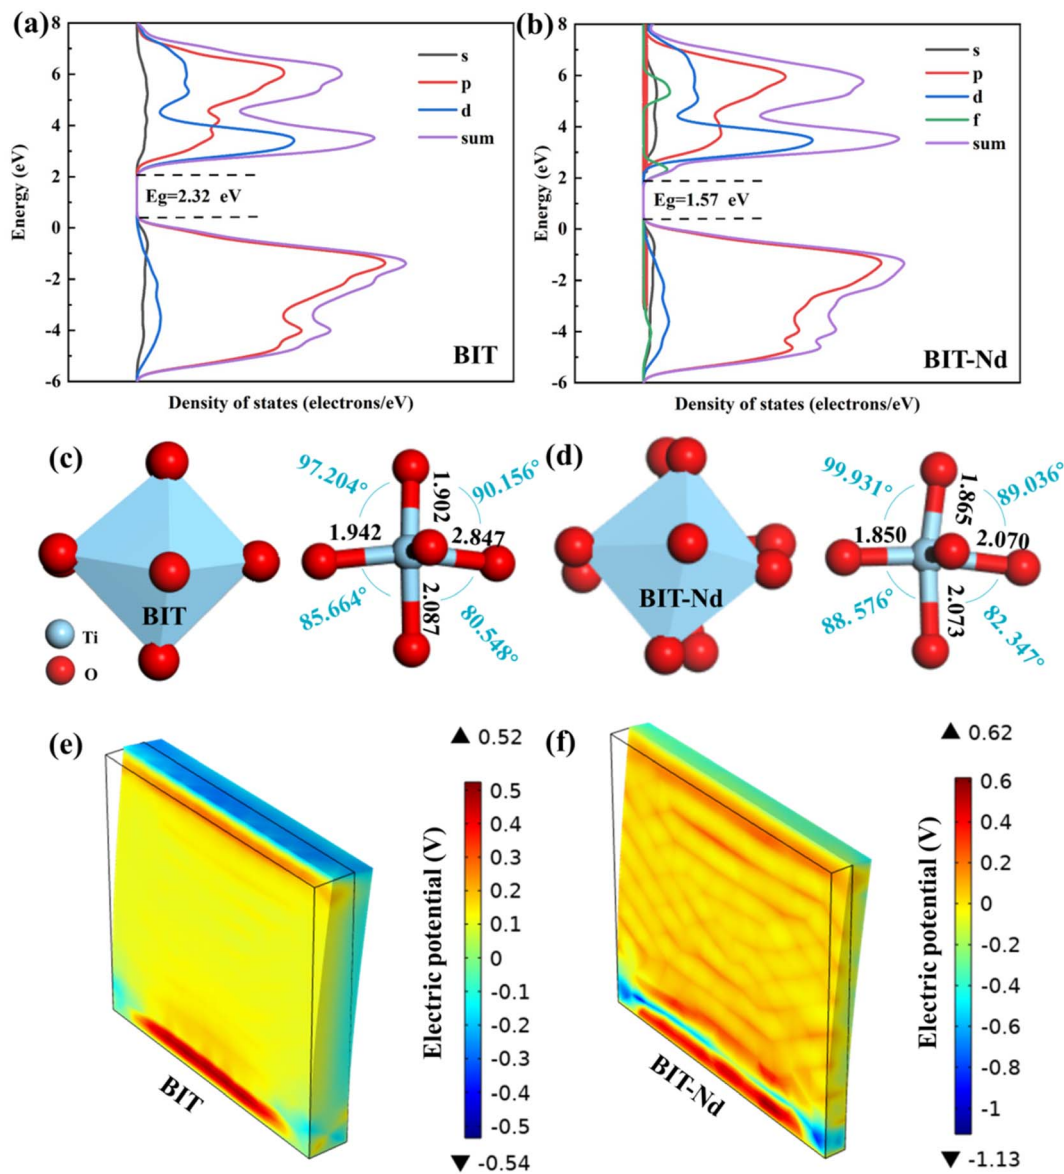 (a)
8
6
4
2
0
-2
-4
-6
Energy (eV)
s
p
d
sum
Eg=2.32 eV
BIT
Density of states (electrons/eV)
(b)
8
6
4
2
0
-2
-4
-6
Energy (eV)
s
p
d
f
sum
Eg=1.57 eV
BIT-Nd
Density of states (electrons/eV)
(c)
BIT
Ti
O
97.204°
90.156°
1.902
1.942
2.847
2.087
85.664°
80.548°
(d)
BIT-Nd
99.931°
89.036°
1.865
1.850
2.070
2.073
88.576°
82.347°
(e)
BIT
Electric potential (V)
▲ 0.52
0.5
0.4
0.3
0.2
0.1
0
-0.1
-0.2
-0.3
-0.4
-0.5
▼ -0.54
(f)
BIT-Nd
Electric potential (V)
▲ 0.62
0.6
0.4
0.2
0
-0.2
-0.4
-0.6
-0.8
-1
▼ -1.13